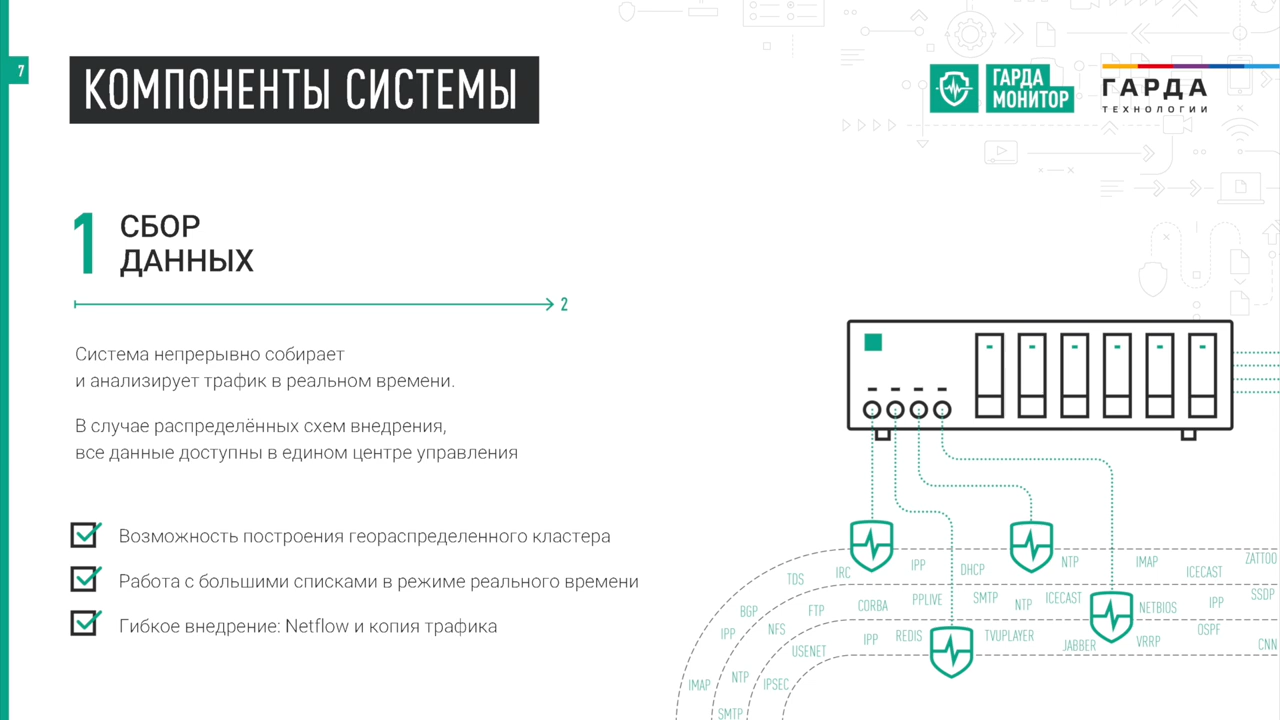 7
КОМПОНЕНТЫ СИСТЕМЫ
ГАРДА
МОНИТОР
ГАРДА
ТЕХНОЛОГИИ
1
СБОР
ДАННЫХ
2
Система непрерывно собирает
и анализирует трафик в реальном времени.
В случае распределённых схем внедрения,
все данные доступны в едином центре управления
Возможность построения геораспределенного кластера
Работа с большими списками в режиме реального времени
Гибкое внедрение: Netflow и копия трафика
TDS IRC IPP DHCP NTP IMAP ICECAST ZATTOO
BGP FTP CORBA PPLIVE SMTP NTP ICECAST NETBIOS IPP SSDP
IPP NFS USENET IPP REDIS TVUPLAYER JABBER VRRP OSPF CNN
IMAP NTP IPSEC
SMTP